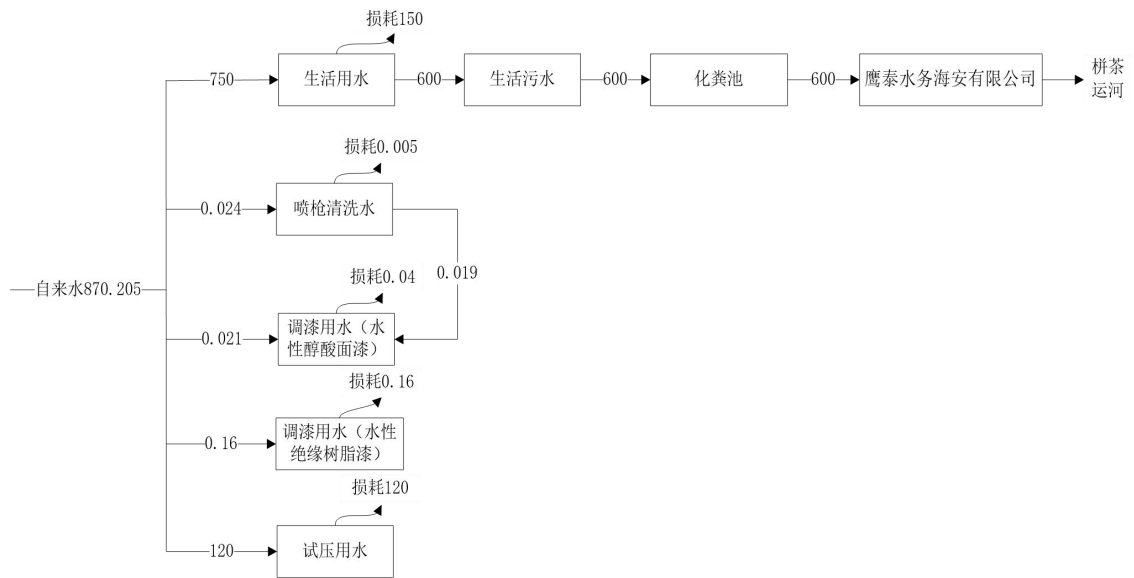 损耗150
750
生活用水
600
生活污水
600
化粪池
600
鹰泰水务海安有限公司
栟茶
运河
损耗0.005
0.024
喷枪清洗水
0.019
自来水870.205
损耗0.04
0.021
调漆用水（水
性醇酸面漆）
损耗0.16
0.16
调漆用水（水性
绝缘树脂漆）
损耗120
120
试压用水